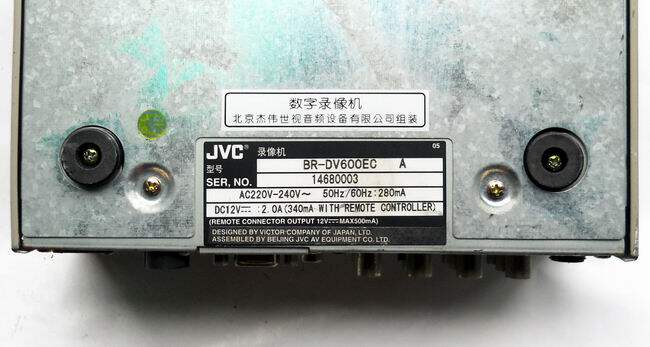 数字录像机
北京杰伟世视音频设备有限公司组装
JVC 录像机 05
型号 BR-DV600EC A
SER, NO. 14680003
AC220V-240V～ 50Hz/60Hz:280mA
DC12V⎓:2.0A(340mA WITH REMOTE CONTROLLER)
(REMOTE CONNECTOR OUTPUT 12V⎓MAX500mA)
DESIGNED BY VICTOR COMPANY OF JAPAN, LTD.
ASSEMBLED BY BEIJING JVC AV EQUIPMENT CO. LTD.